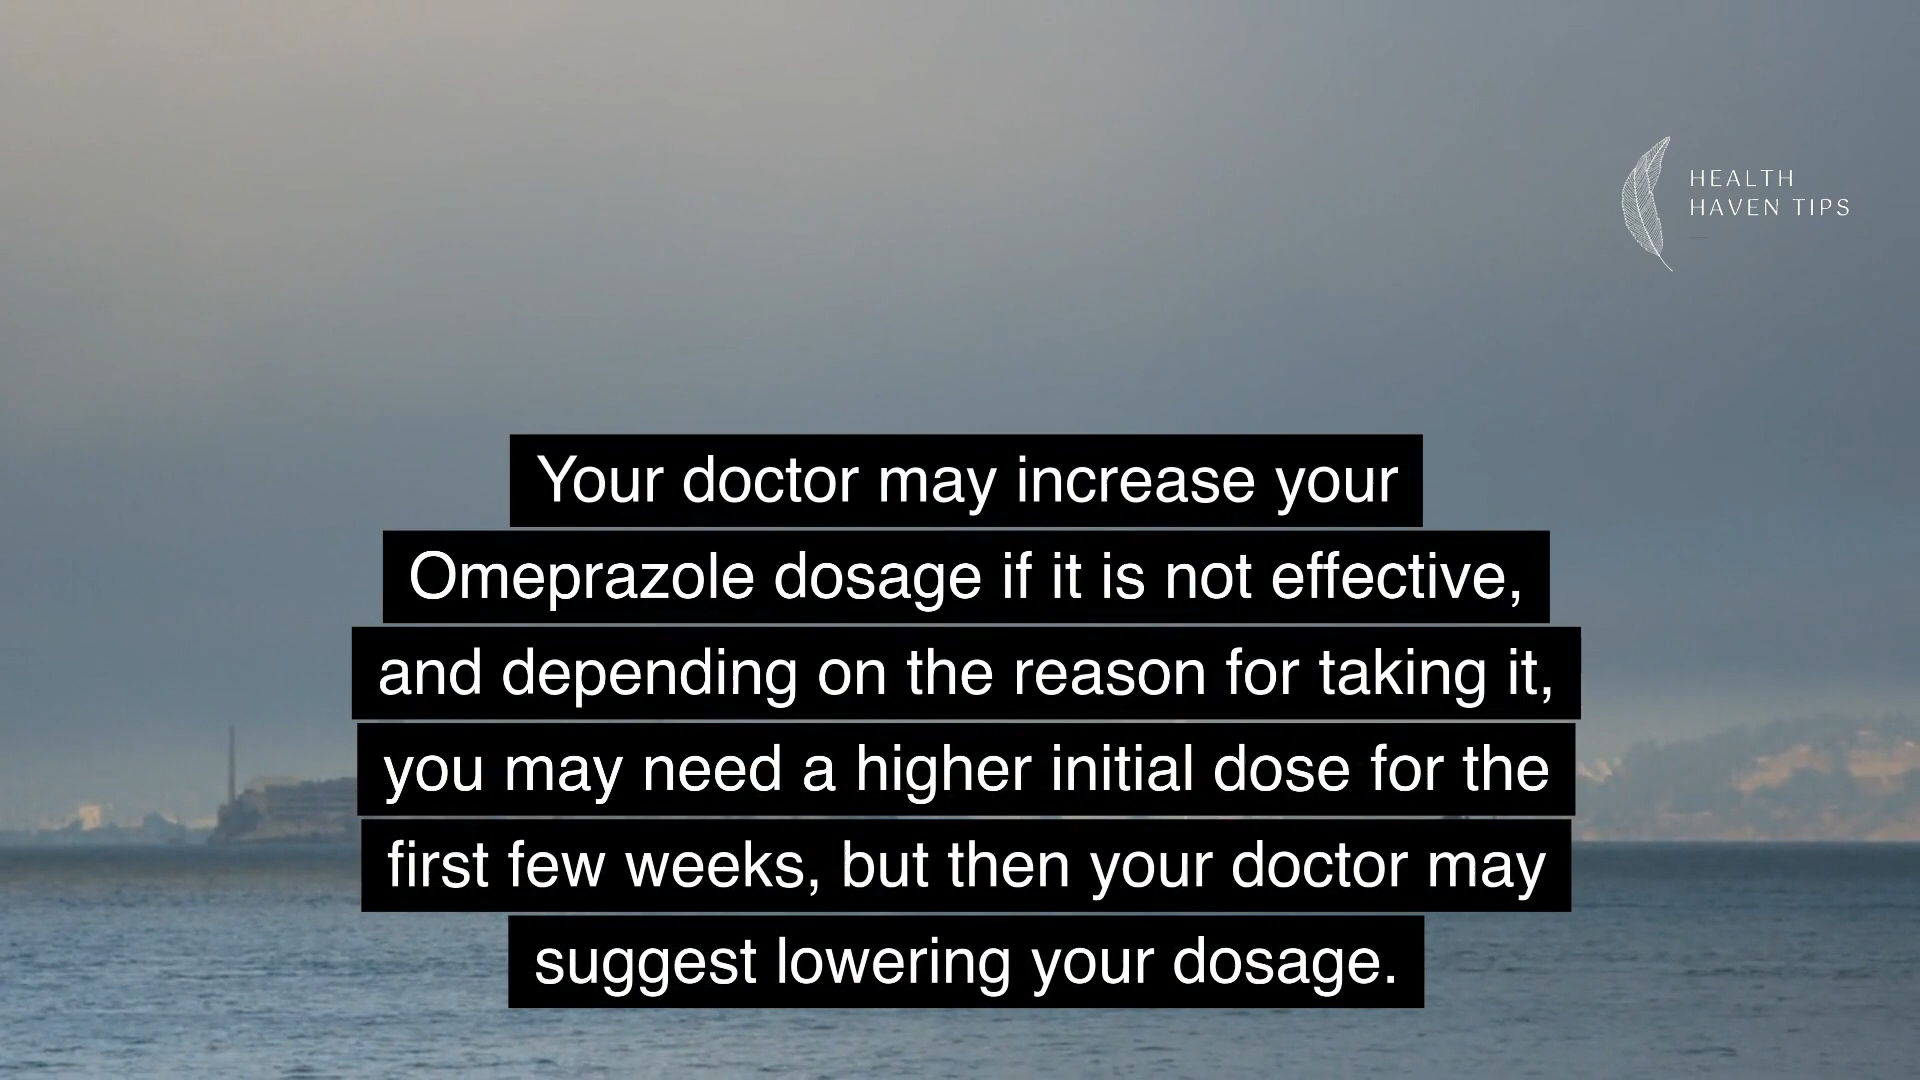 HEALTH
HAVEN TIPS
Your doctor may increase your
Omeprazole dosage if it is not effective,
and depending on the reason for taking it,
you may need a higher initial dose for the
first few weeks, but then your doctor may
suggest lowering your dosage.